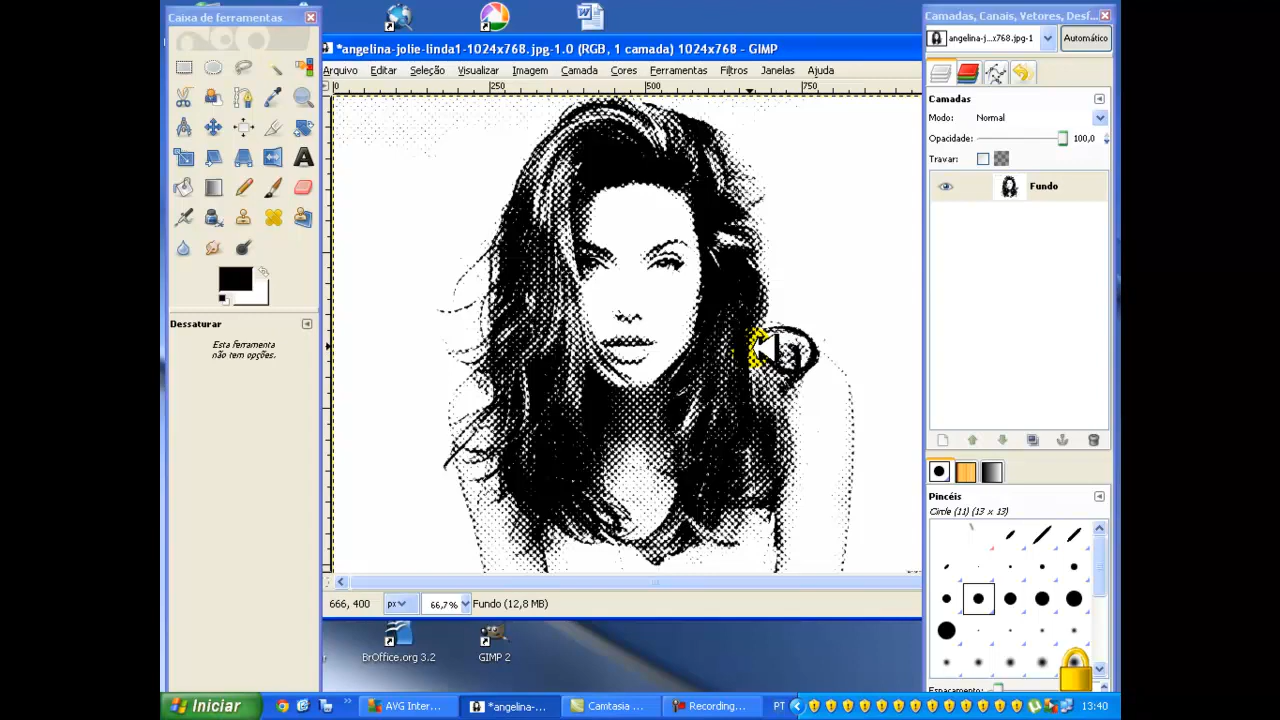 Caixa de ferramentas
*angelina-jolie-linda1-1024x768.jpg-1.0 (RGB, 1 camada) 1024x768 - GIMP
Arquivo Editar Seleção Visualizar Imagem Camada Cores Ferramentas Filtros Janelas Ajuda
0 250 500 750
Dessaturar
Esta ferramenta
não tem opções.
666, 400 px 66,7% Fundo (12,8 MB)
Camadas, Canais, Vetores, Desf...
angelina-j...x768.jpg-1 Automático
Camadas
Modo: Normal
Opacidade: 100,0
Travar:
Fundo
Pincéis
Circle (11) (13 x 13)
Espaçamento:
BrOffice.org 3.2 GIMP 2
Iniciar AVG Inter... *angelina-... Camtasia ... Recording... PT 13:40